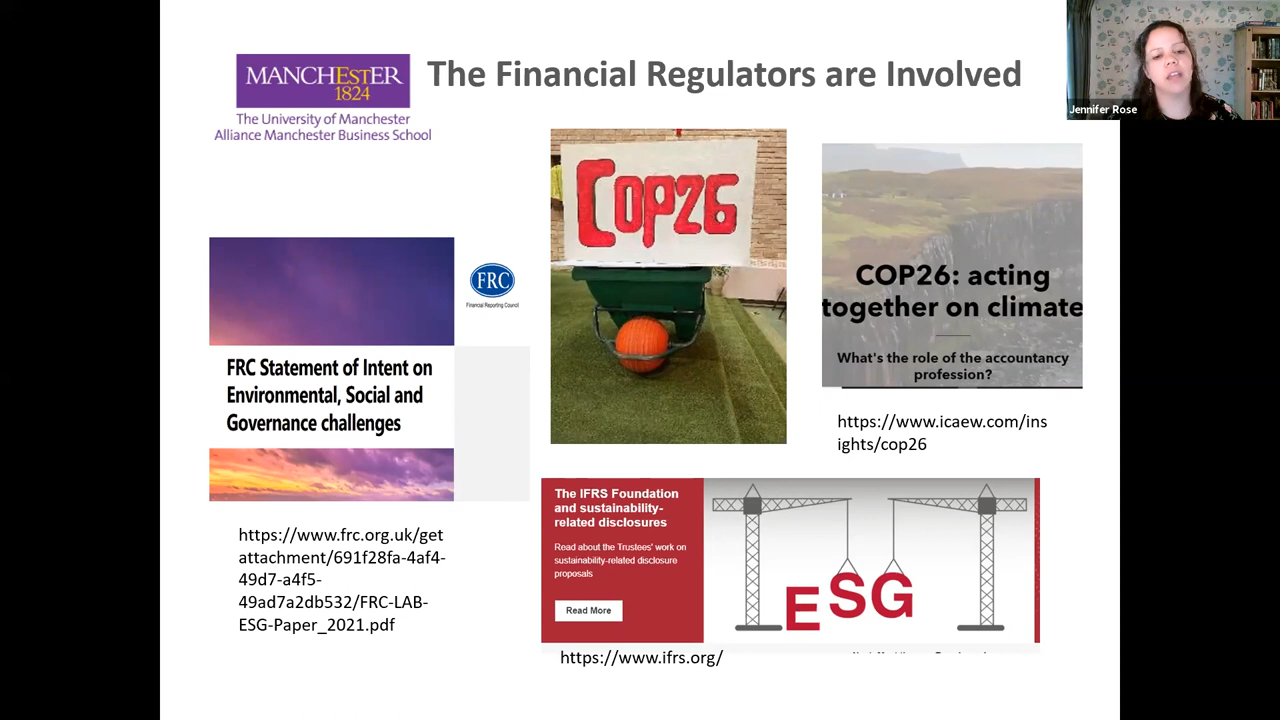 MANCHESTER
1824
The University of Manchester
Alliance Manchester Business School
The Financial Regulators are Involved
Jennifer Rose
FRC
Financial Reporting Council
FRC Statement of Intent on
Environmental, Social and
Governance challenges
https://www.frc.org.uk/get
attachment/691f28fa-4af4-
49d7-a4f5-
49ad7a2db532/FRC-LAB-
ESG-Paper_2021.pdf
COP26
COP26: acting
together on climate
What's the role of the accountancy
profession?
https://www.icaew.com/ins
ights/cop26
The IFRS Foundation
and sustainability-
related disclosures
Read about the Trustees' work on
sustainability-related disclosure
proposals
Read More
ESG
https://www.ifrs.org/